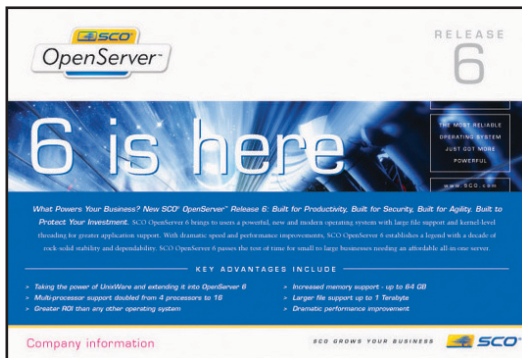 SCO
OpenServer™
RELEASE
6
6 is here
THE MOST RELIABLE
OPERATING SYSTEM
JUST GOT MORE
POWERFUL
www.SCO.com
What Powers Your Business? New SCO® OpenServer™ Release 6: Built for Productivity, Built for Security, Built for Agility. Built to
Protect Your Investment. SCO OpenServer 6 brings to users a powerful, new and modern operating system with large file support and kernel-level
threading for greater application support. With dramatic speed and performance improvements, SCO OpenServer 6 establishes a legend with a decade of
rock-solid stability and dependability. SCO OpenServer 6 passes the test of time for small to large businesses needing an affordable all-in-one server.
KEY ADVANTAGES INCLUDE
> Taking the power of UnixWare and extending it into OpenServer 6
> Multi-processor support doubled from 4 processors to 16
> Greater ROI than any other operating system
> Increased memory support - up to 64 GB
> Larger file support up to 1 Terabyte
> Dramatic performance improvement
Company information
SCO GROWS YOUR BUSINESS
SCO